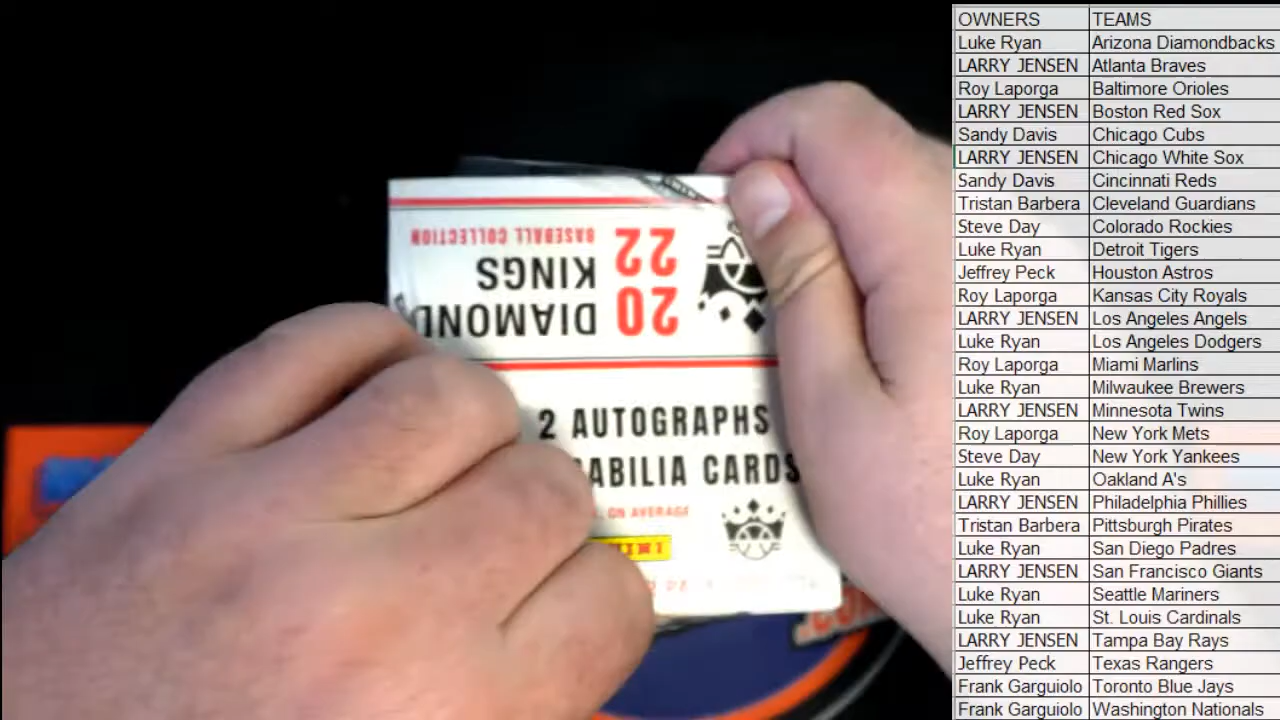 BASEBALL COLLECTION
22
KINGS
20
DIAMOND
2 AUTOGRAPHS
CARDS
ON AVERAGE
OWNERS TEAMS
Luke Ryan Arizona Diamondbacks
LARRY JENSEN Atlanta Braves
Roy Laporga Baltimore Orioles
LARRY JENSEN Boston Red Sox
Sandy Davis Chicago Cubs
LARRY JENSEN Chicago White Sox
Sandy Davis Cincinnati Reds
Tristan Barbera Cleveland Guardians
Steve Day Colorado Rockies
Luke Ryan Detroit Tigers
Jeffrey Peck Houston Astros
Roy Laporga Kansas City Royals
LARRY JENSEN Los Angeles Angels
Luke Ryan Los Angeles Dodgers
Roy Laporga Miami Marlins
Luke Ryan Milwaukee Brewers
LARRY JENSEN Minnesota Twins
Roy Laporga New York Mets
Steve Day New York Yankees
Luke Ryan Oakland A's
LARRY JENSEN Philadelphia Phillies
Tristan Barbera Pittsburgh Pirates
Luke Ryan San Diego Padres
LARRY JENSEN San Francisco Giants
Luke Ryan Seattle Mariners
Luke Ryan St. Louis Cardinals
LARRY JENSEN Tampa Bay Rays
Jeffrey Peck Texas Rangers
Frank Garguiolo Toronto Blue Jays
Frank Garguiolo Washington Nationals